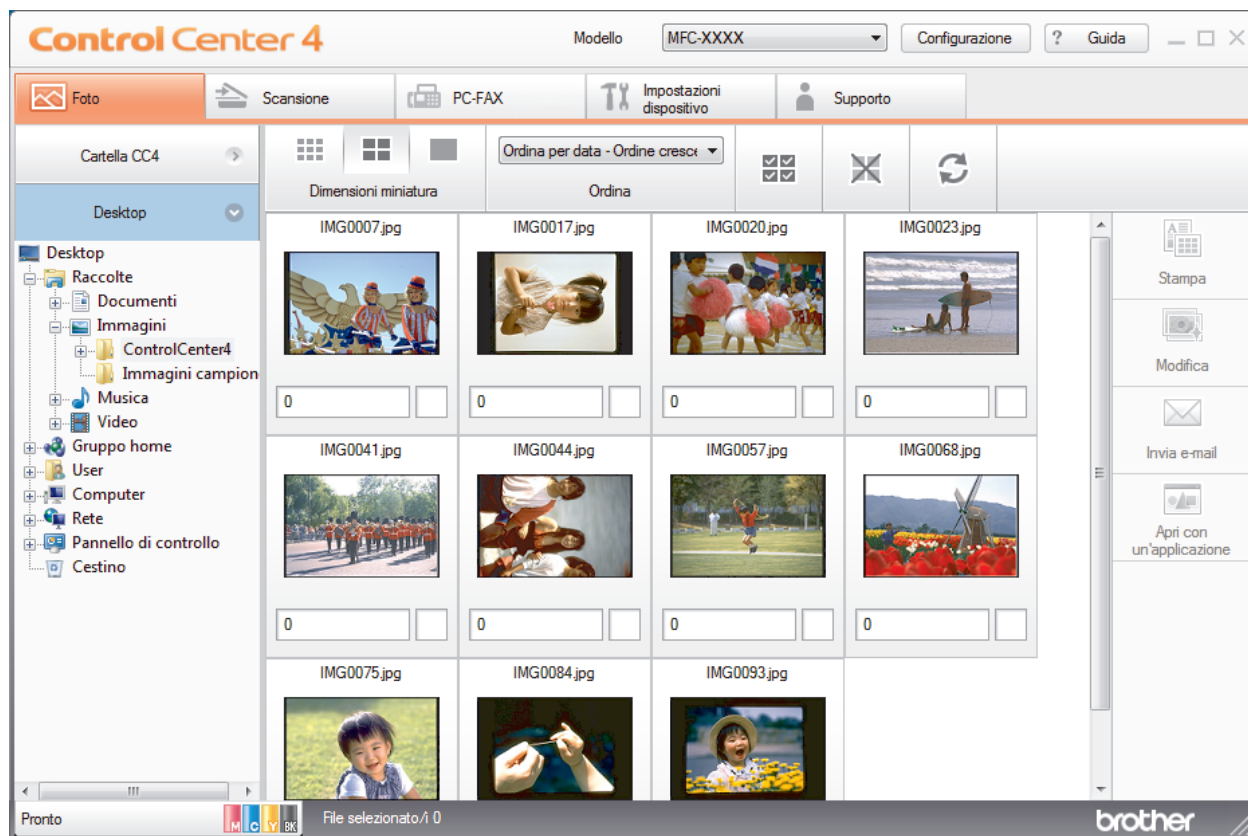 ControlCenter 4
Modello
MFC-XXXX
Configurazione
? Guida
Foto
Scansione
PC-FAX
Impostazioni
dispositivo
Supporto
Cartella CC4
Desktop
Dimensioni miniatura
Ordina per data - Ordine cresce
Ordina
Desktop
Raccolte
Documenti
Immagini
ControlCenter4
Immagini campion
Musica
Video
Gruppo home
User
Computer
Rete
Pannello di controllo
Cestino
IMG0007.jpg
IMG0017.jpg
IMG0020.jpg
IMG0023.jpg
0
0
0
0
IMG0041.jpg
IMG0044.jpg
IMG0057.jpg
IMG0068.jpg
0
0
0
0
IMG0075.jpg
IMG0084.jpg
IMG0093.jpg
Stampa
Modifica
Invia e-mail
Apri con
un'applicazione
Pronto
M C Y BK
File selezionato/i 0
brother